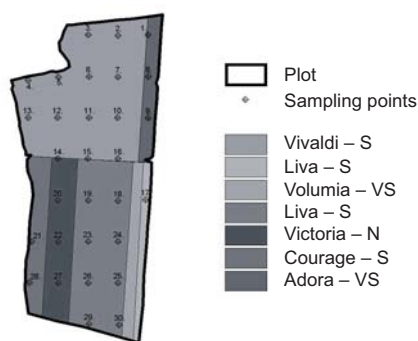 3 2 1
4 5 6 7 8
13 12 11 10 9
14 15 16
20 19 18 17
21 22 23 24
28 27 26 25
29 30
Plot
Sampling points
Vivaldi – S
Liva – S
Volumia – VS
Liva – S
Victoria – N
Courage – S
Adora – VS